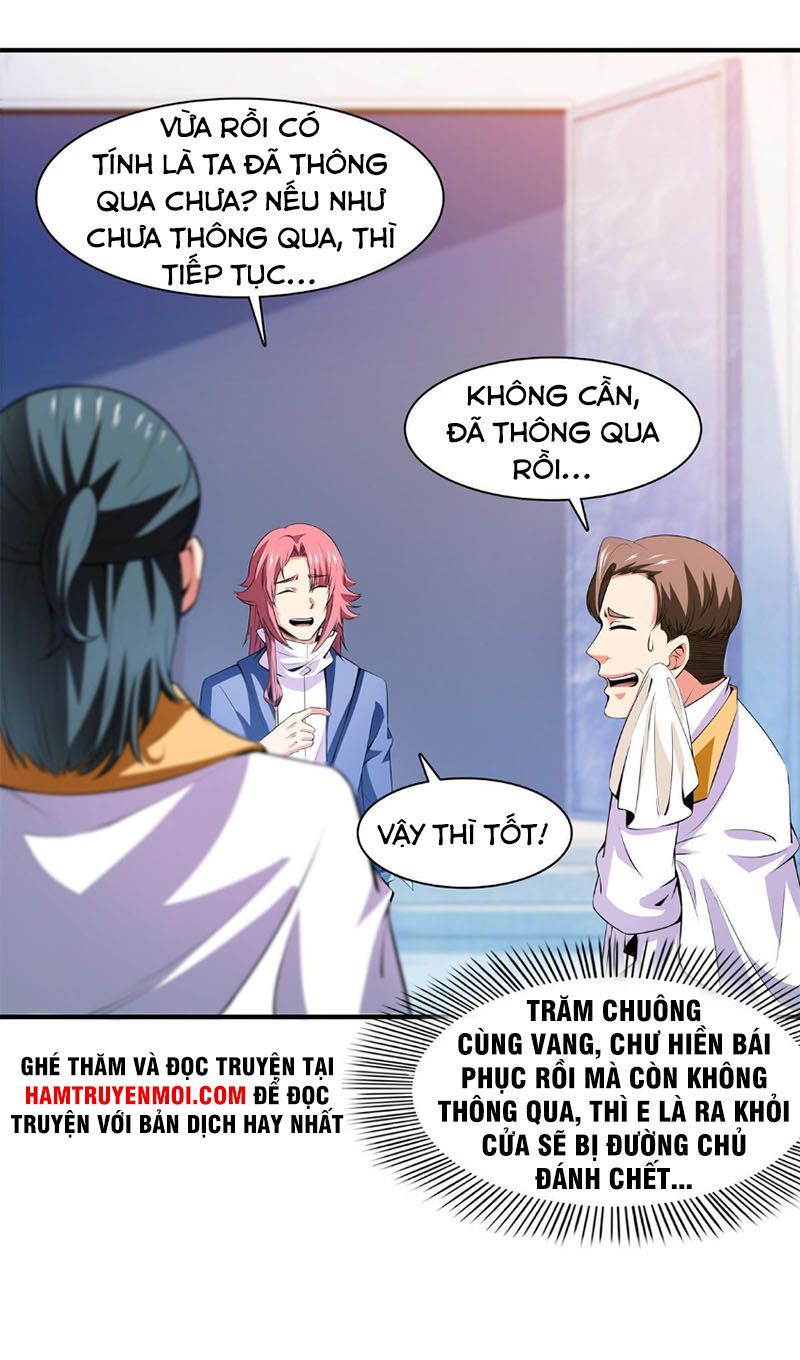 VỪA RỒI CÓ
TÍNH LÀ TA ĐÃ THÔNG
QUA CHƯA? NẾU NHƯ
CHƯA THÔNG QUA, THÌ
TIẾP TỤC...
KHÔNG CẦN,
ĐÃ THÔNG QUA
RỒI...
VẬY THÌ TỐT!
TRĂM CHUÔNG
CÙNG VANG, CHƯ HIỀN BÁI
PHỤC RỒI MÀ CÒN KHÔNG
THÔNG QUA, THÌ E LÀ RA KHỎI
CỬA SẼ BỊ ĐƯỜNG CHỦ
ĐÁNH CHẾT...
GHÉ THĂM VÀ ĐỌC TRUYỆN TẠI
HAMTRUYENMOI.COM ĐỂ ĐỌC
TRUYỆN VỚI BẢN DỊCH HAY NHẤT